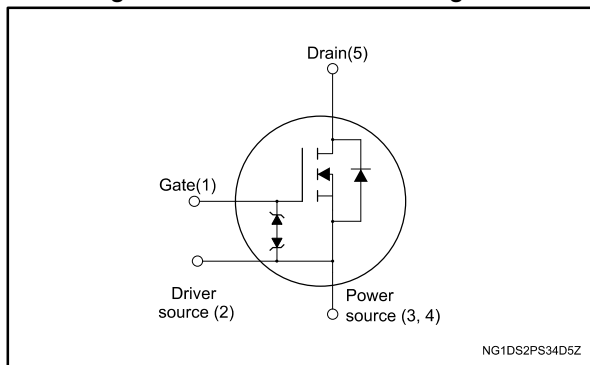 Drain(5)
Gate(1)
Driver
source (2)
Power
source (3, 4)
NG1DS2PS34D5Z